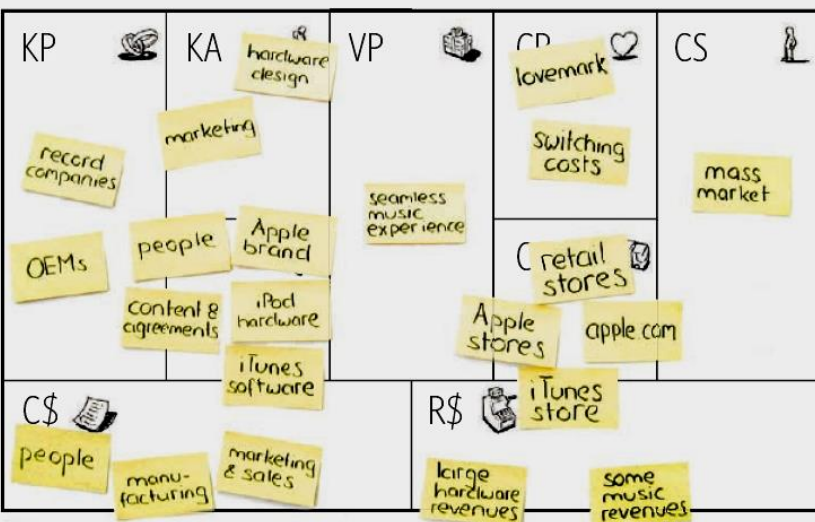 KP
record
companies
OEMs
KA
hardware
design
marketing
people
Apple
brand
content &
agreements
iPod
hardware
iTunes
software
VP
seamless
music
experience
CR
lovemark
switching
costs
C
retail
stores
Apple
stores
apple.com
iTunes
store
CS
mass
market
C$
people
manu-
facturing
marketing
& sales
R$
large
hardware
revenues
some
music
revenues